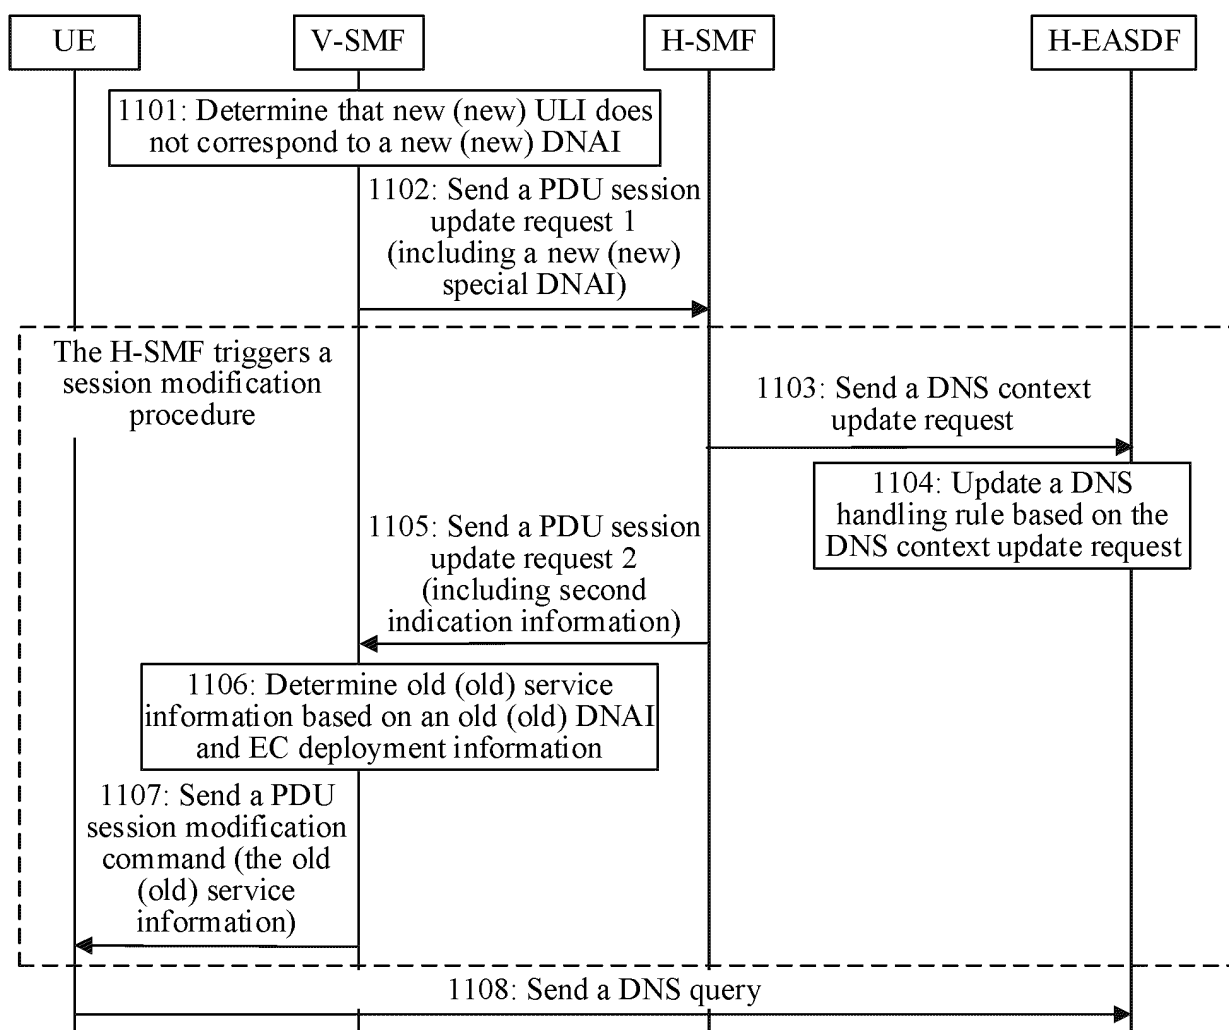 UE
V-SMF
H-SMF
H-EASDF
1101: Determine that new (new) ULI does
not correspond to a new (new) DNAI
1102: Send a PDU session
update request 1
(including a new (new)
special DNAI)
The H-SMF triggers a
session modification
procedure
1103: Send a DNS context
update request
1104: Update a DNS
handling rule based on the
DNS context update request
1105: Send a PDU session
update request 2
(including second
indication information)
1106: Determine old (old) service
information based on an old (old) DNAI
and EC deployment information
1107: Send a PDU
session modification
command (the old
(old) service
information)
1108: Send a DNS query